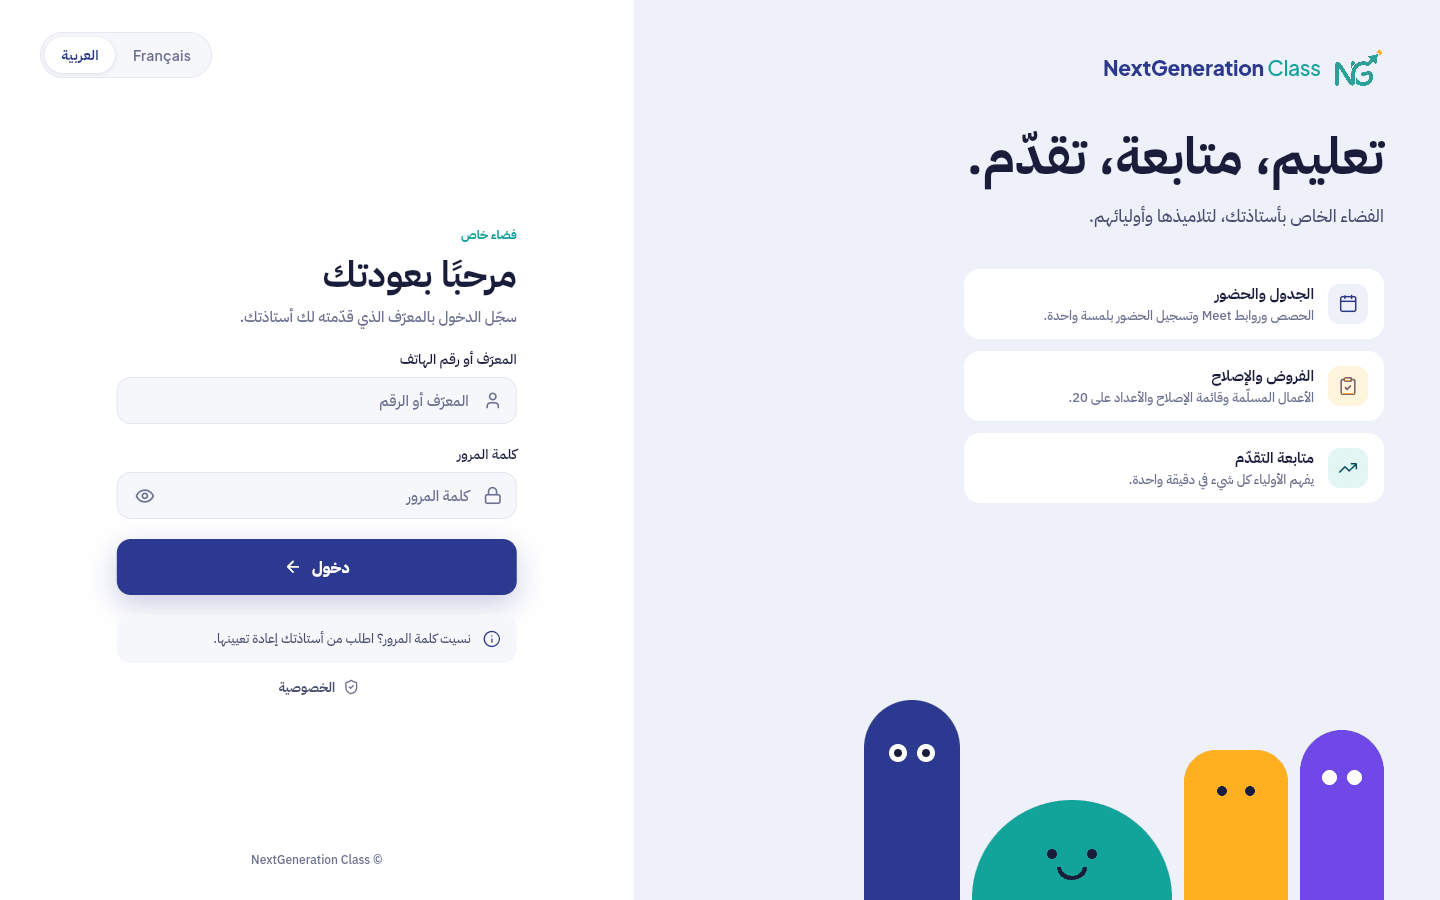 NG
NextGeneration Class
تعليم، متابعة، تقدّم.
الفضاء الخاص بأستاذتك، لتلاميذها وأوليائهم.
الجدول والحضور
الحصص وروابط Meet وتسجيل الحضور بلمسة واحدة.
الفروض والإصلاح
الأعمال المسلّمة وقائمة الإصلاح والأعداد على 20.
متابعة التقدّم
يفهم الأولياء كل شيء في دقيقة واحدة.
العربية
Français
فضاء خاص
مرحبًا بعودتك
سجّل الدخول بالمعرّف الذي قدّمته لك أستاذتك.
المعرّف أو رقم الهاتف
المعرّف أو الرقم
كلمة المرور
كلمة المرور
دخول
نسيت كلمة المرور؟ اطلب من أستاذتك إعادة تعيينها.
الخصوصية
NextGeneration Class ©